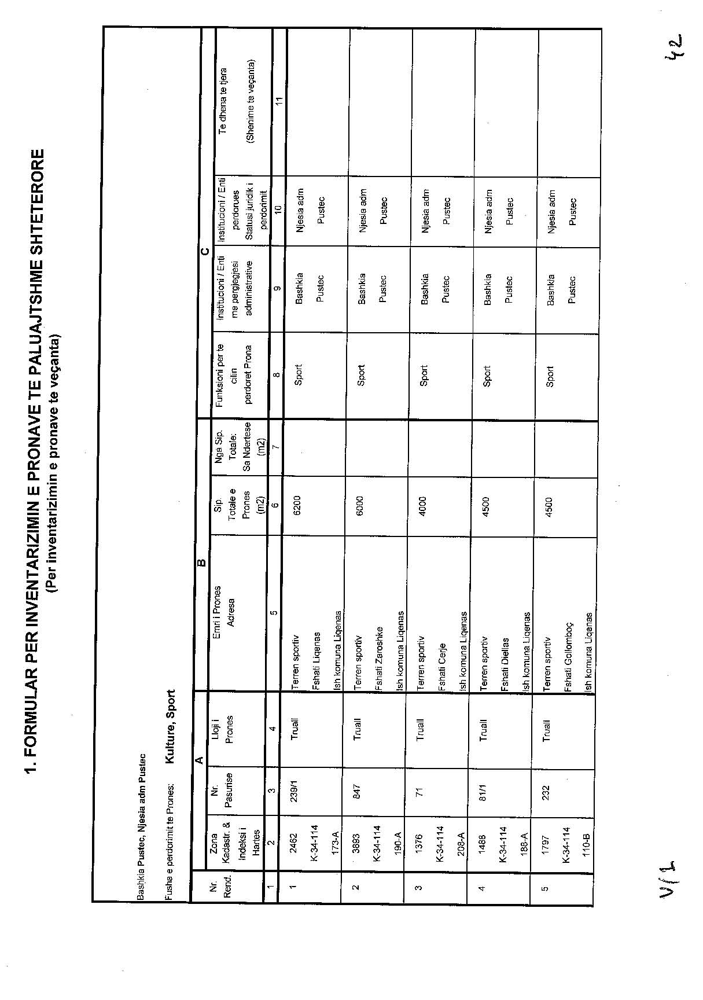 1. FORMULAR PER INVENTARIZIMIN E PRONAVE TE PALUAJTSHME SHTETERORE
(Per inventarizimin e pronave te veçanta)
Bashkia Pustec, Njesia adm Pustec
Fusha e perdorimit te Prones: Kulture, Sport
A B C
Nr. Rend. | Zona Kadastr. & Indeksi i Hartes | Nr. Pasurise | Lloji i Prones | Emri i Prones Adresa | Sip. Totale e Prones (m2) | Nga Sip. Totale: Sa Ndertese (m2) | Funksioni per te cilin perdoret Prona | Institucioni / Enti me pergjegjesi administrative | Institucioni / Enti perdorues Statusi juridik i perdorimit | Te dhena te tjera (Shenime te veçanta)
1 2 3 4 5 6 7 8 9 10 11
1 2462 239/1 Truall Terren sportiv 6200 Sport Bashkia Njesia adm
K-34-114 Fshati Liqenas Pustec Pustec
173-A Ish komuna Liqenas
2 3893 847 Truall Terren sportiv 6000 Sport Bashkia Njesia adm
K-34-114 Fshati Zaroshke Pustec Pustec
190-A Ish komuna Liqenas
3 1376 71 Truall Terren sportiv 4000 Sport Bashkia Njesia adm
K-34-114 Fshati Cerje Pustec Pustec
208-A Ish komuna Liqenas
4 1488 81/1 Truall Terren sportiv 4500 Sport Bashkia Njesia adm
K-34-114 Fshati Diellas Pustec Pustec
188-A Ish komuna Liqenas
5 1797 232 Truall Terren sportiv 4500 Sport Bashkia Njesia adm
K-34-114 Fshati Gollomboç Pustec Pustec
110-B Ish komuna Liqenas
V/1 42